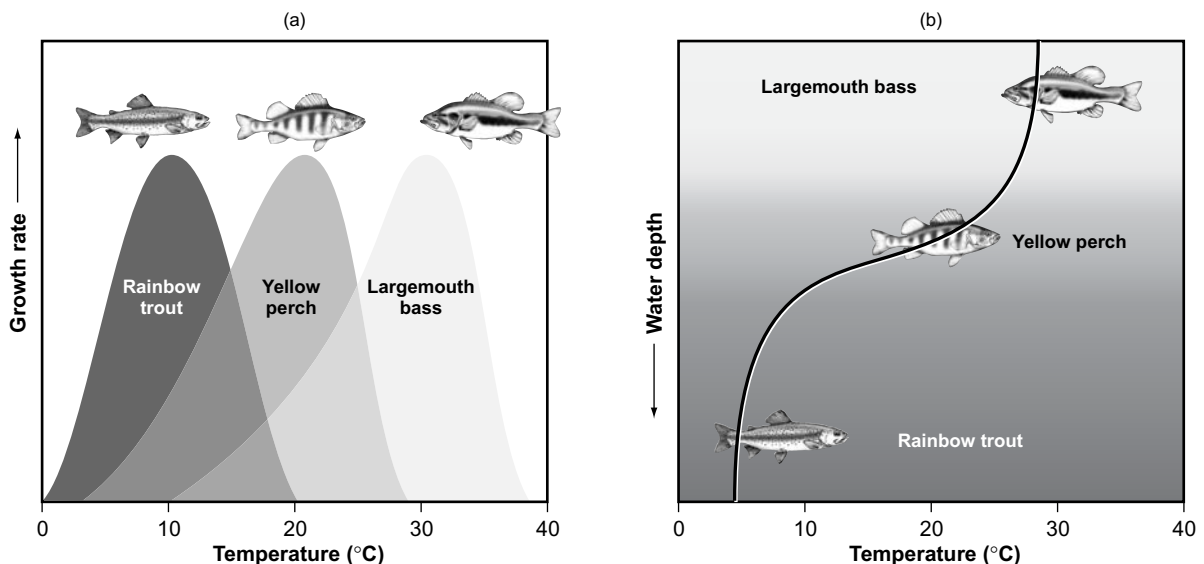 (a)
Growth rate
Rainbow
trout
Yellow
perch
Largemouth
bass
0 10 20 30 40
Temperature (°C)
(b)
Water depth
Largemouth bass
Yellow perch
Rainbow trout
0 10 20 30 40
Temperature (°C)